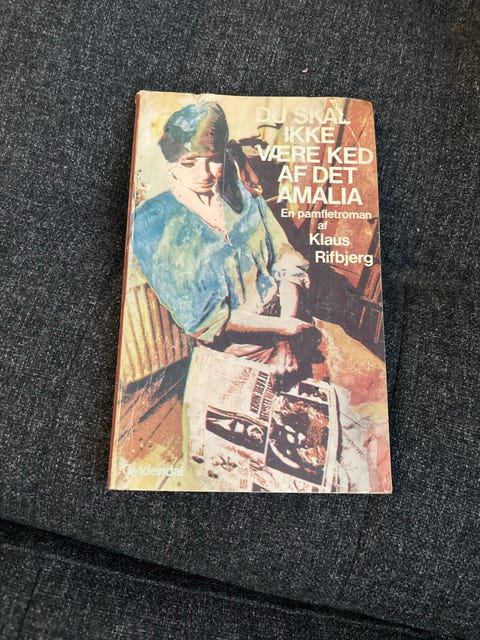 DU SKAL
IKKE
VÆRE KED
AF DET
AMALIA
En pamfletroman
af
Klaus
Rifbjerg
Gyldendal